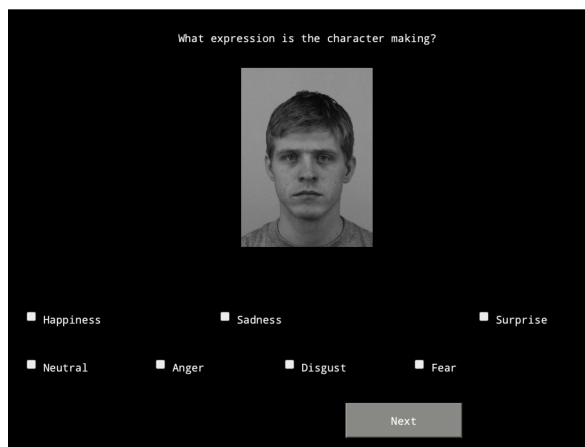 What expression is the character making?
Happiness Sadness Surprise
Neutral Anger Disgust Fear
Next